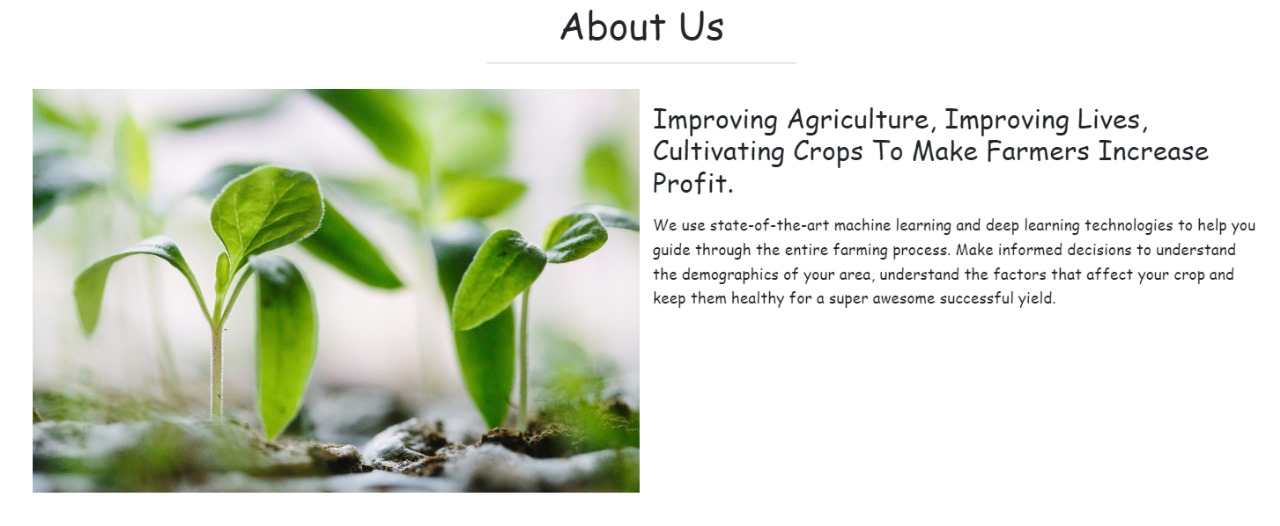 About Us
Improving Agriculture, Improving Lives,
Cultivating Crops To Make Farmers Increase
Profit.
We use state-of-the-art machine learning and deep learning technologies to help you
guide through the entire farming process. Make informed decisions to understand
the demographics of your area, understand the factors that affect your crop and
keep them healthy for a super awesome successful yield.